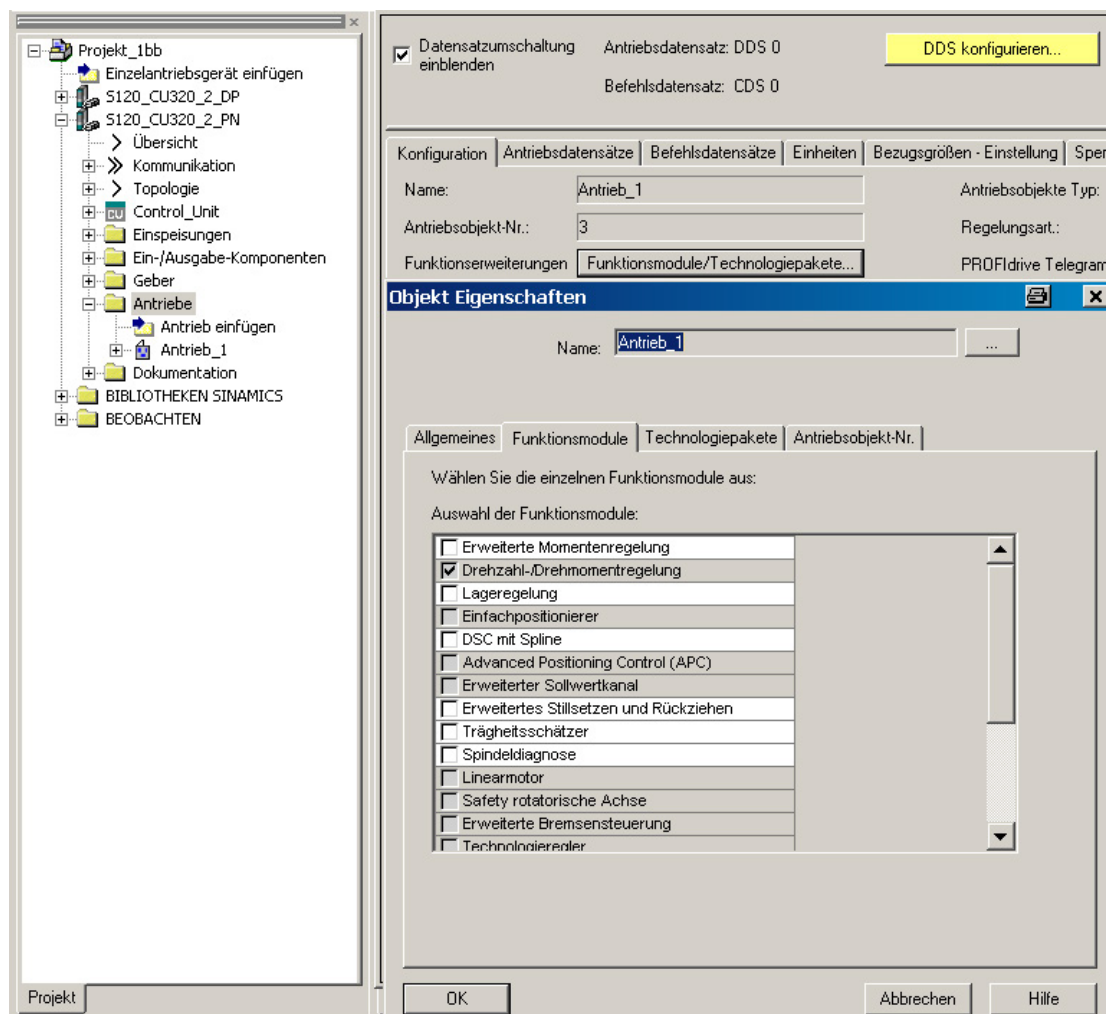 Projekt_1bb
Einzelantriebsgerät einfügen
S120_CU320_2_DP
S120_CU320_2_PN
Übersicht
Kommunikation
Topologie
Control_Unit
Einspeisungen
Ein-/Ausgabe-Komponenten
Geber
Antriebe
Antrieb einfügen
Antrieb_1
Dokumentation
BIBLIOTHEKEN SINAMICS
BEOBACHTEN
Projekt
Datensatzumschaltung einblenden
Antriebsdatensatz: DDS 0
DDS konfigurieren...
Befehlsdatensatz: CDS 0
Konfiguration Antriebsdatensätze Befehlsdatensätze Einheiten Bezugsgrößen - Einstellung Sper
Name: Antrieb_1 Antriebsobjekte Typ:
Antriebsobjekt-Nr.: 3 Regelungsart.:
Funktionserweiterungen Funktionsmodule/Technologiepakete... PROFIdrive Telegram
Objekt Eigenschaften
Name: Antrieb_1 ...
Allgemeines Funktionsmodule Technologiepakete Antriebsobjekt-Nr.
Wählen Sie die einzelnen Funktionsmodule aus:
Auswahl der Funktionsmodule:
Erweiterte Momentenregelung
Drehzahl-/Drehmomentregelung
Lageregelung
Einfachpositionierer
DSC mit Spline
Advanced Positioning Control (APC)
Erweiterter Sollwertkanal
Erweitertes Stillsetzen und Rückziehen
Trägheitsschätzer
Spindeldiagnose
Linearmotor
Safety rotatorische Achse
Erweiterte Bremsensteuerung
Technologieregler
OK Abbrechen Hilfe